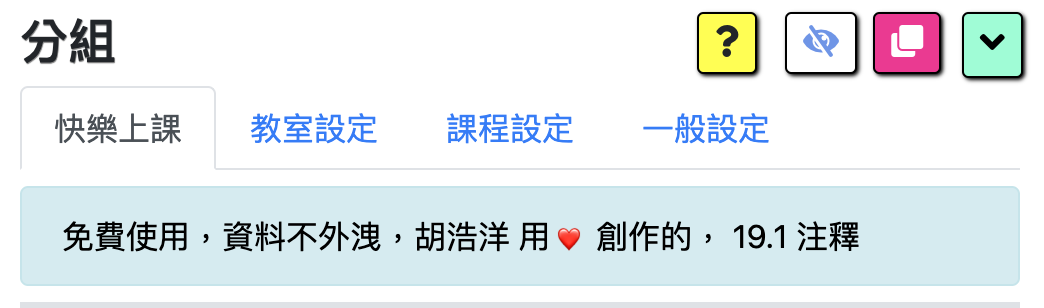 分組
?
快樂上課 教室設定 課程設定 一般設定
免費使用，資料不外洩，胡浩洋 用❤️ 創作的， 19.1 注釋